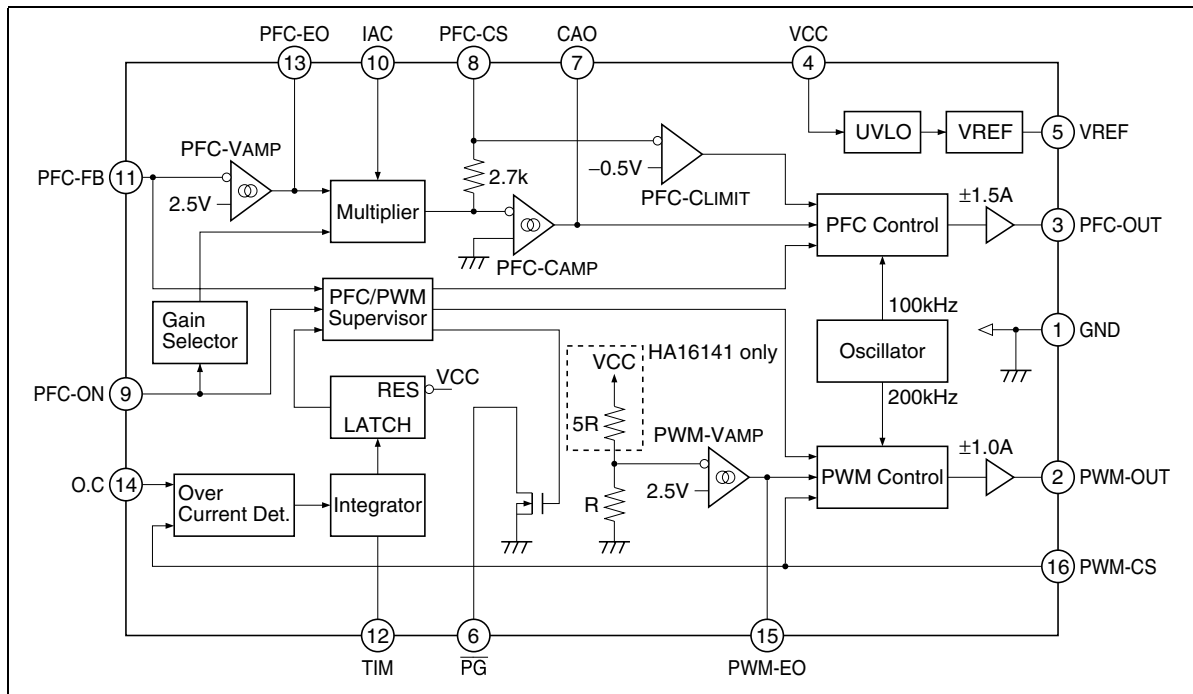 PFC-EO IAC PFC-CS CAO VCC
13 10 8 7 4
UVLO VREF 5 VREF
PFC-VAMP
PFC-FB 11
2.5V
Multiplier
2.7k
–0.5V
PFC-CLIMIT
PFC-CAMP
PFC Control
±1.5A
3 PFC-OUT
Gain
Selector
PFC/PWM
Supervisor
100kHz
Oscillator
200kHz
1 GND
PFC-ON 9
RES VCC
LATCH
HA16141 only
VCC
5R
R
PWM-VAMP
2.5V
PWM Control
±1.0A
2 PWM-OUT
O.C 14
Over
Current Det.
Integrator
16 PWM-CS
12 6 15
TIM PG PWM-EO